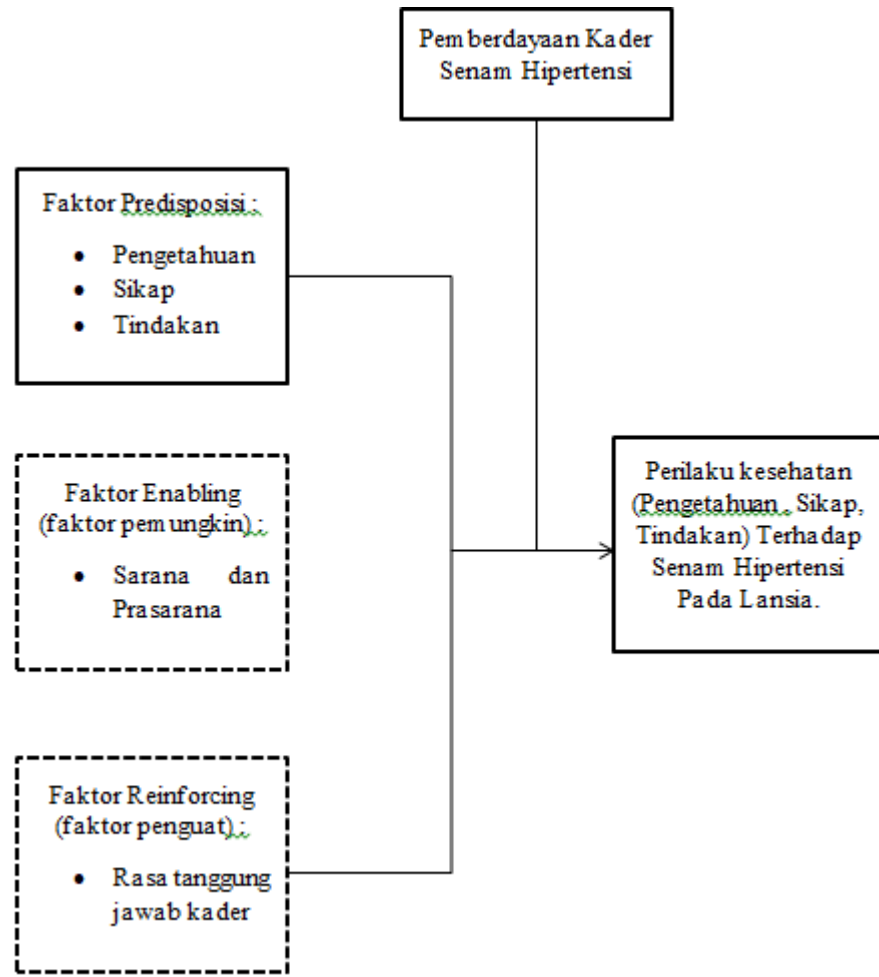 Pemberdayaan Kader
Senam Hipertensi
Faktor Predisposisi :
• Pengetahuan
• Sikap
• Tindakan
Faktor Enabling
(faktor pemungkin) :
• Sarana dan
Prasarana
Faktor Reinforcing
(faktor penguat) :
• Rasa tanggung
jawab kader
Perilaku kesehatan
(Pengetahuan , Sikap,
Tindakan) Terhadap
Senam Hipertensi
Pada Lansia.